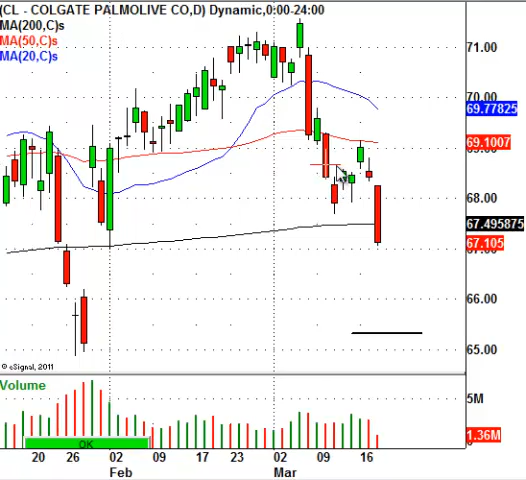 (CL - COLGATE PALMOLIVE CO,D) Dynamic,0:00-24:00
MA(200,C)s
MA(50,C)s
MA(20,C)s
71.00
70.00
69.77825
69.1007
68.00
67.495875
67.105
66.00
65.00
© eSignal, 2011
Volume
5M
1.36M
OK
20 26 02 09 17 23 02 09 16
Feb Mar